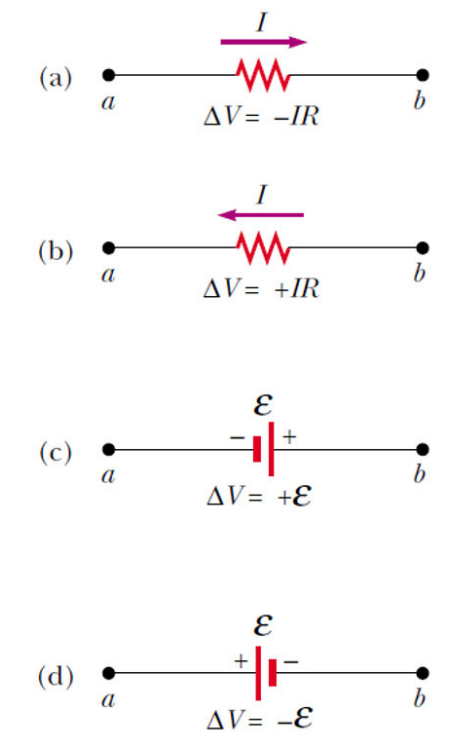 I
(a)
a
b
ΔV = −IR
I
(b)
a
b
ΔV = +IR
ℰ
− +
(c)
a
b
ΔV = +ℰ
ℰ
+ −
(d)
a
b
ΔV = −ℰ